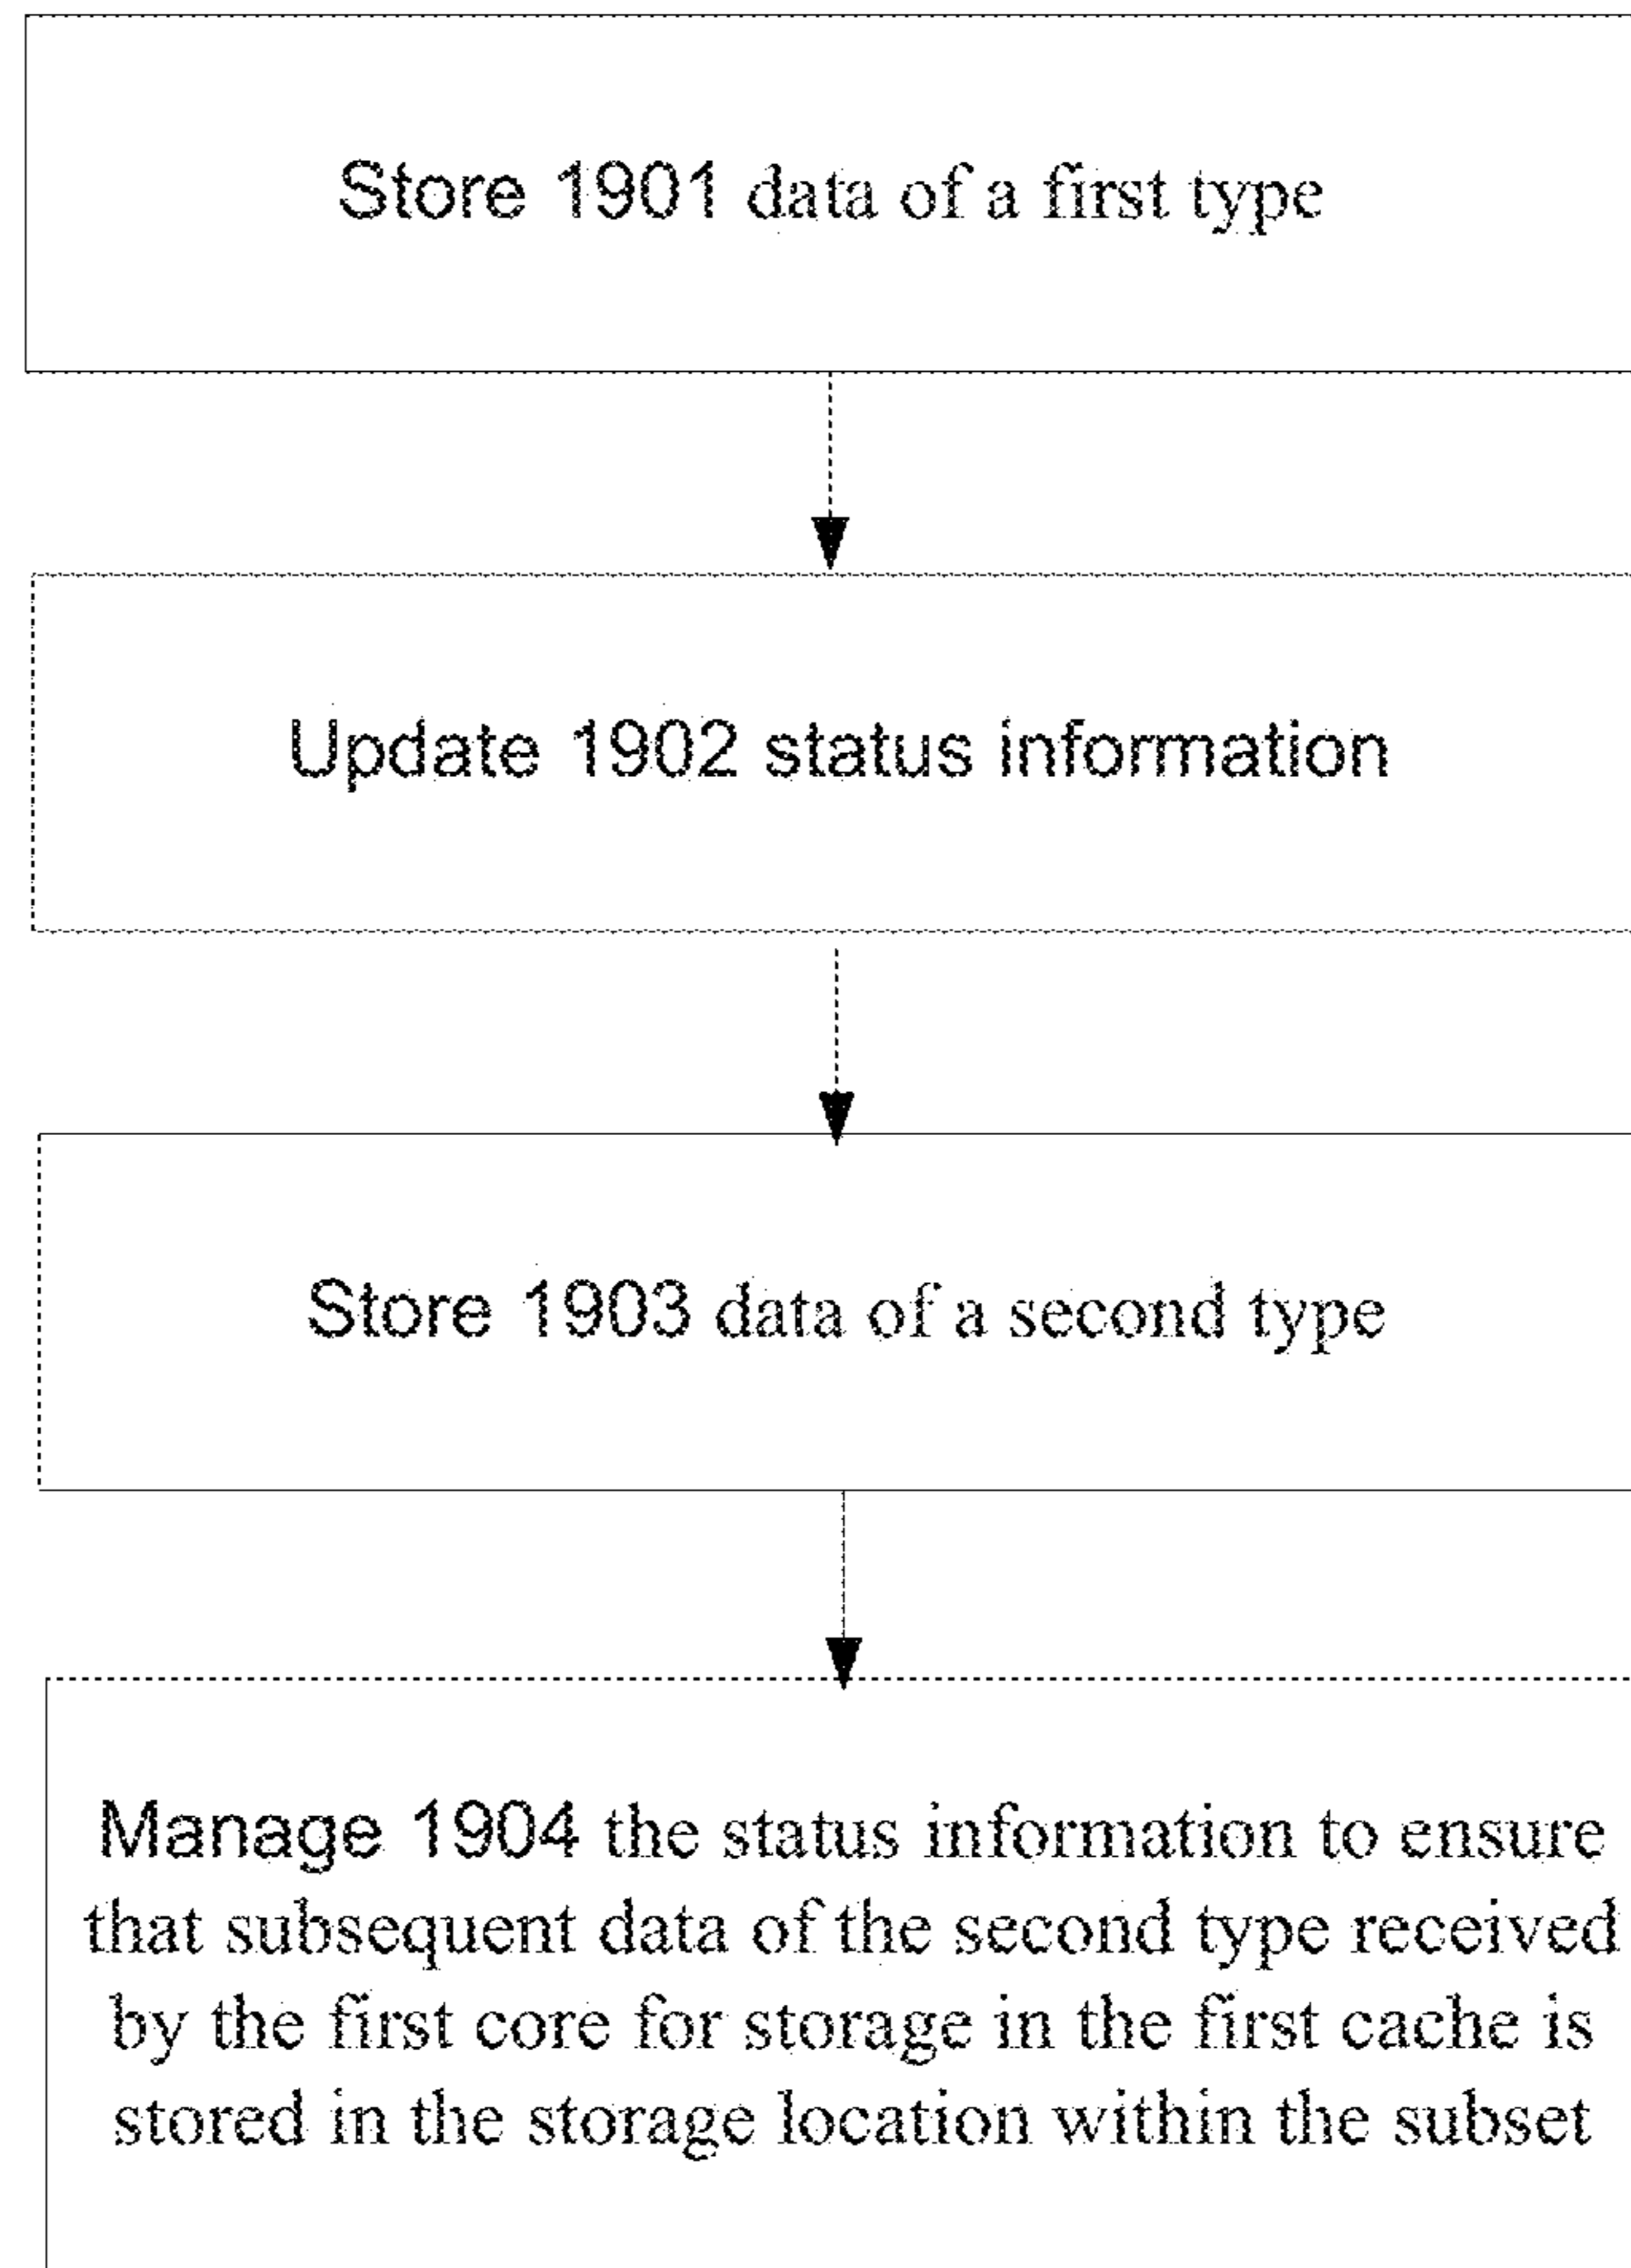 Store 1901 data of a first type
Update 1902 status information
Store 1903 data of a second type
Manage 1904 the status information to ensure
that subsequent data of the second type received
by the first core for storage in the first cache is
stored in the storage location within the subset